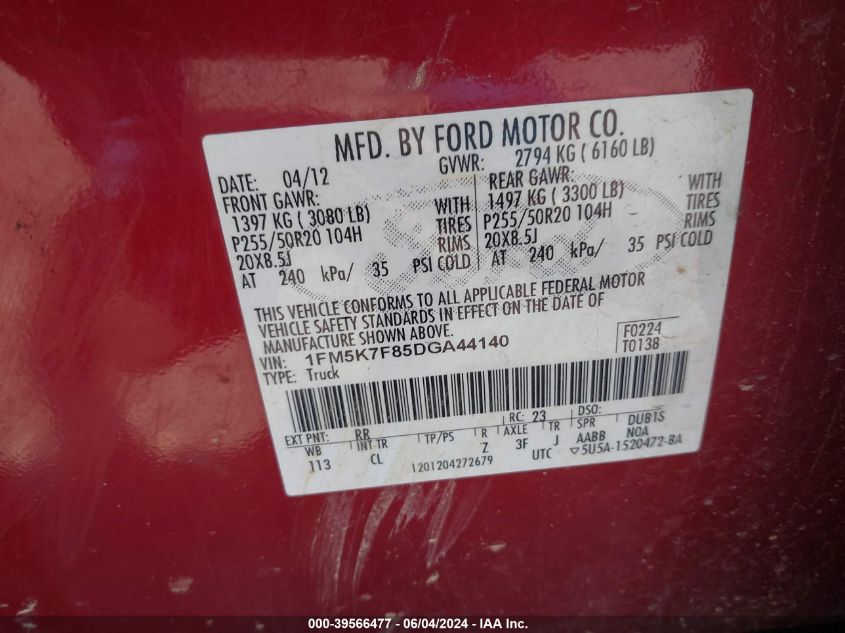 MFD. BY FORD MOTOR CO.
DATE: 04/12 GVWR: 2794 KG ( 6160 LB)
FRONT GAWR: REAR GAWR:
1397 KG ( 3080 LB) WITH 1497 KG ( 3300 LB) WITH
P255/50R20 104H TIRES P255/50R20 104H TIRES
20X8.5J RIMS 20X8.5J RIMS
AT 240 kPa/ 35 PSI COLD AT 240 kPa/ 35 PSI COLD
THIS VEHICLE CONFORMS TO ALL APPLICABLE FEDERAL MOTOR
VEHICLE SAFETY STANDARDS IN EFFECT ON THE DATE OF
MANUFACTURE SHOWN ABOVE.
VIN: 1FM5K7F85DGA44140 F0224
TYPE: Truck T0138
EXT PNT: RR RC: 23 DSO:
WB INT TR TP/PS R AXLE TR SPR DUB1S
113 CL Z 3F J AABB NOA
1201204272679 UTC ▽5U5A-1520472-BA
000-39566477 - 06/04/2024 - IAA Inc.